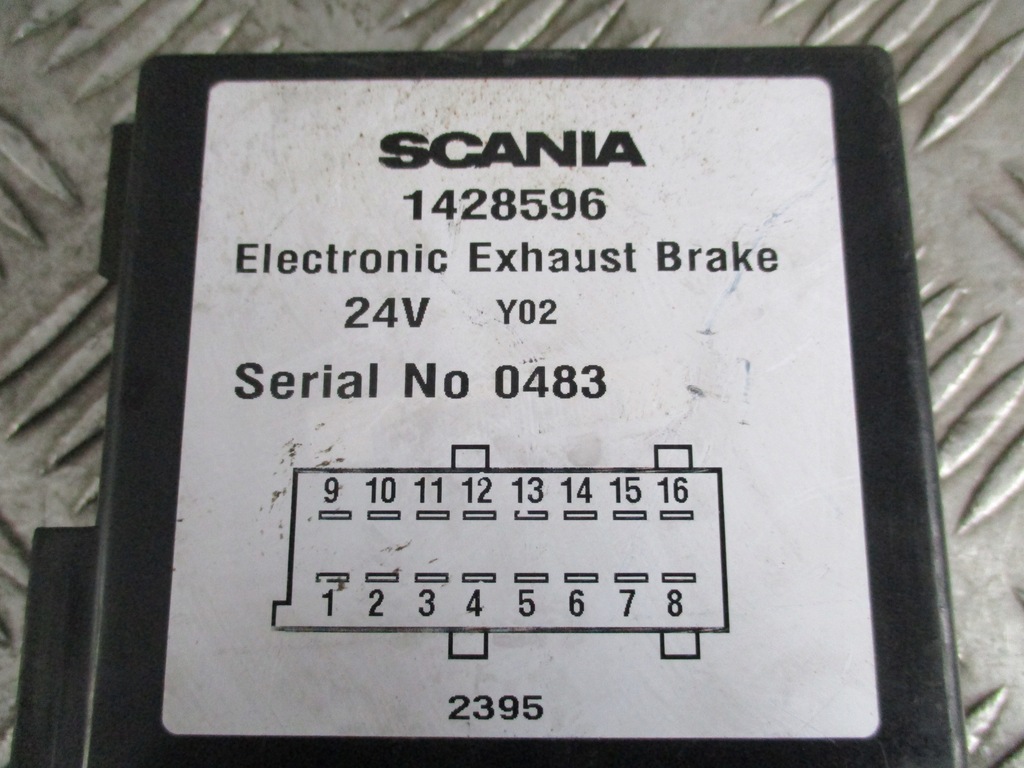 SCANIA
1428596
Electronic Exhaust Brake
24V Y02
Serial No 0483
9 10 11 12 13 14 15 16
1 2 3 4 5 6 7 8
2395